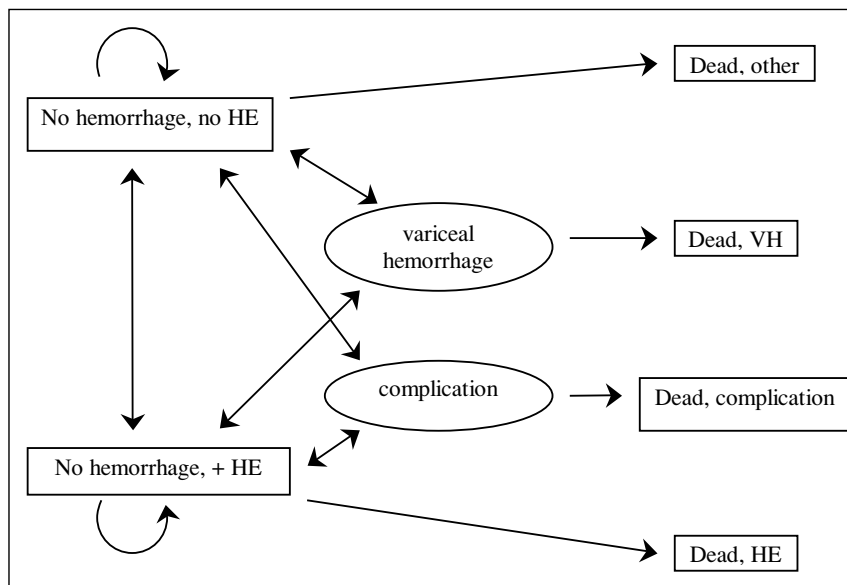 Dead, other
No hemorrhage, no HE
variceal
hemorrhage
Dead, VH
complication
Dead, complication
No hemorrhage, + HE
Dead, HE